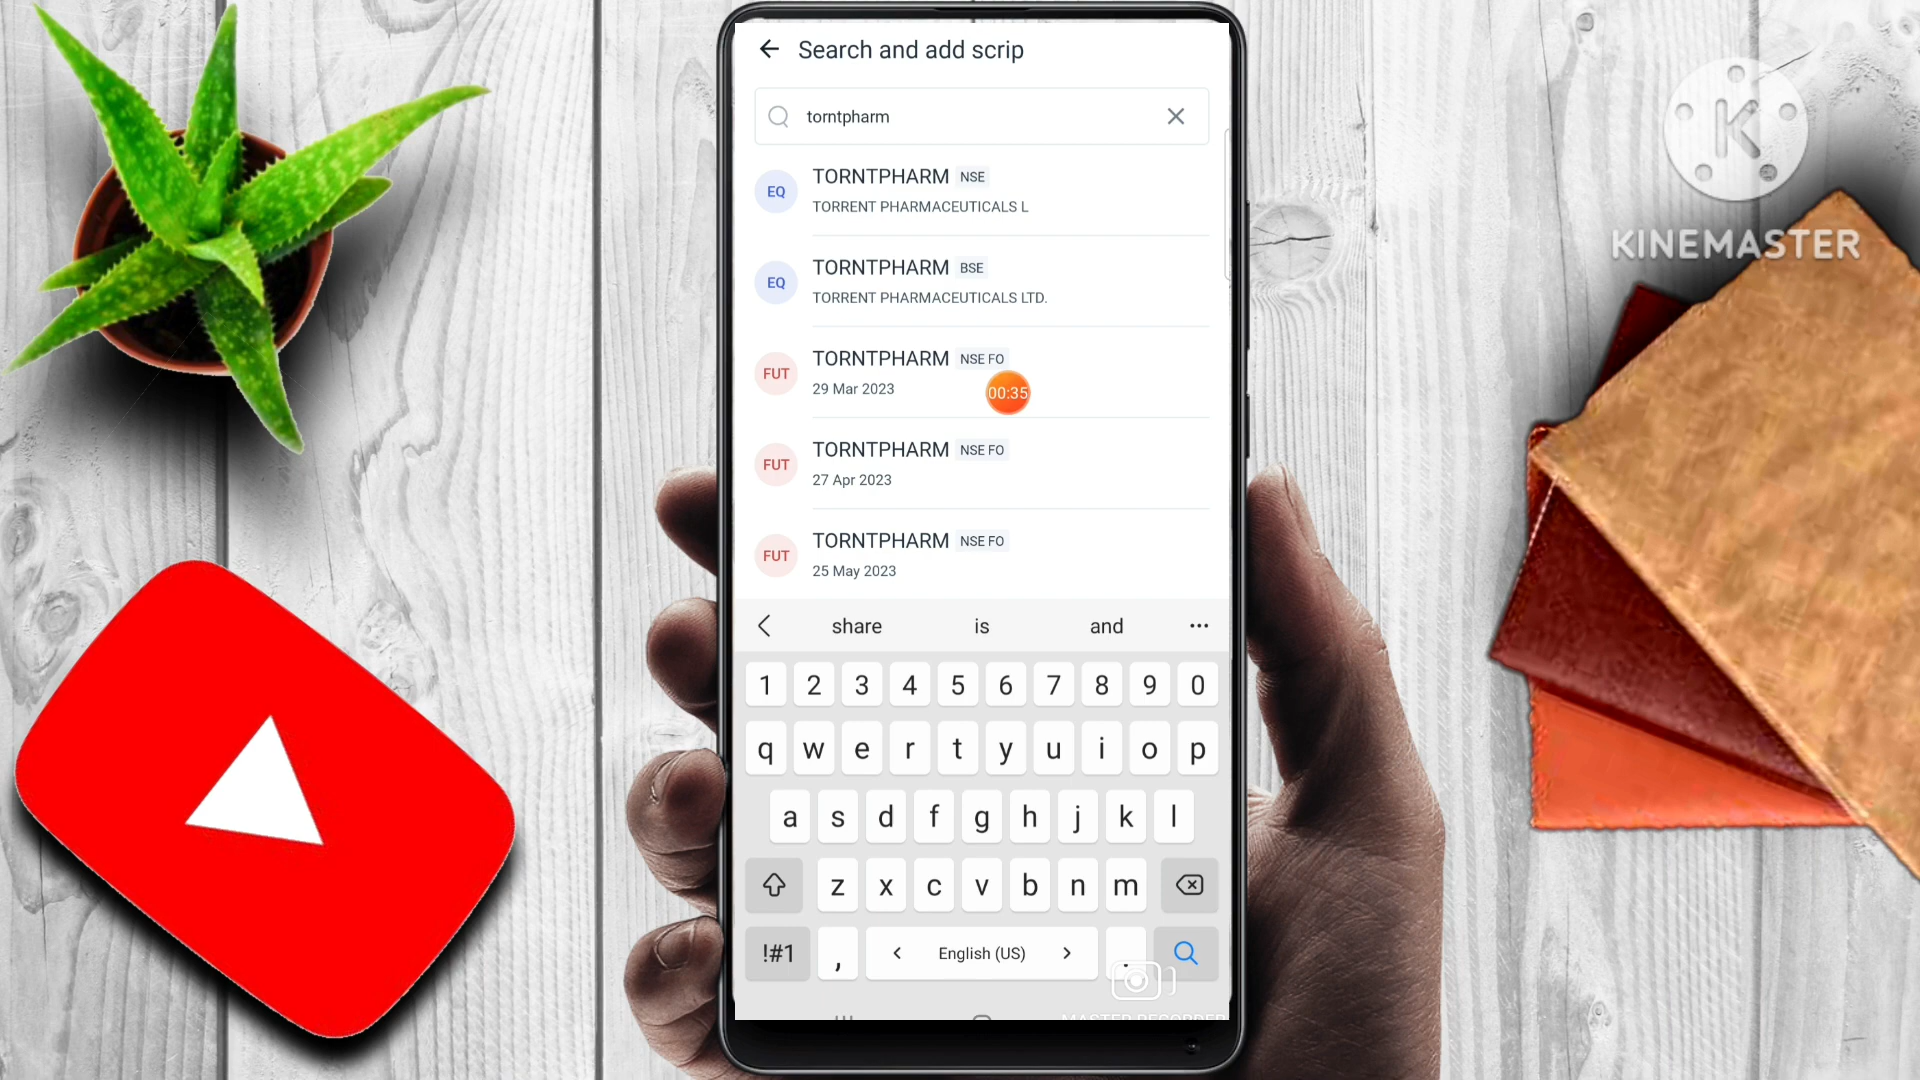 Search and add scrip
torntpharm
EQ TORNTPHARM NSE
TORRENT PHARMACEUTICALS L
EQ TORNTPHARM BSE
TORRENT PHARMACEUTICALS LTD.
FUT TORNTPHARM NSE FO
29 Mar 2023
00:35
FUT TORNTPHARM NSE FO
27 Apr 2023
FUT TORNTPHARM NSE FO
25 May 2023
share is and
1 2 3 4 5 6 7 8 9 0
q w e r t y u i o p
a s d f g h j k l
z x c v b n m
!#1 , < English (US) > .
MASTER RECORDER
K
KINEMASTER